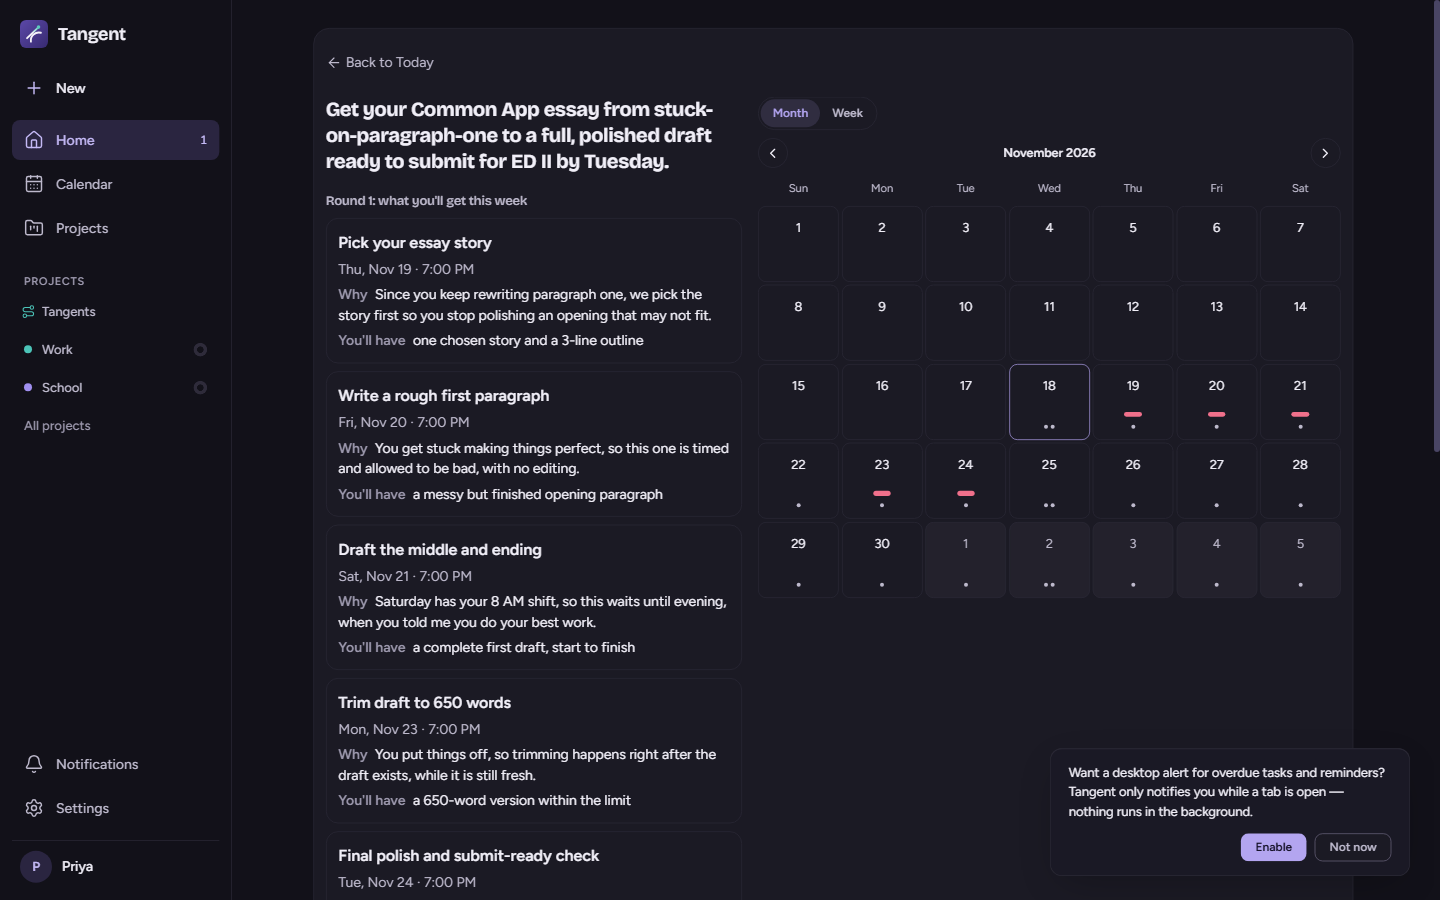 Tangent
New
Home 1
Calendar
Projects
PROJECTS
Tangents
Work
School
All projects
Notifications
Settings
P Priya
← Back to Today
Get your Common App essay from stuck-
on-paragraph-one to a full, polished draft
ready to submit for ED II by Tuesday.
Round 1: what you'll get this week
Pick your essay story
Thu, Nov 19 · 7:00 PM
Why Since you keep rewriting paragraph one, we pick the
story first so you stop polishing an opening that may not fit.
You'll have one chosen story and a 3-line outline
Write a rough first paragraph
Fri, Nov 20 · 7:00 PM
Why You get stuck making things perfect, so this one is timed
and allowed to be bad, with no editing.
You'll have a messy but finished opening paragraph
Draft the middle and ending
Sat, Nov 21 · 7:00 PM
Why Saturday has your 8 AM shift, so this waits until evening,
when you told me you do your best work.
You'll have a complete first draft, start to finish
Trim draft to 650 words
Mon, Nov 23 · 7:00 PM
Why You put things off, so trimming happens right after the
draft exists, while it is still fresh.
You'll have a 650-word version within the limit
Final polish and submit-ready check
Tue, Nov 24 · 7:00 PM
Month Week
November 2026
Sun Mon Tue Wed Thu Fri Sat
1 2 3 4 5 6 7
8 9 10 11 12 13 14
15 16 17 18 19 20 21
22 23 24 25 26 27 28
29 30 1 2 3 4 5
Want a desktop alert for overdue tasks and reminders?
Tangent only notifies you while a tab is open —
nothing runs in the background.
Enable Not now